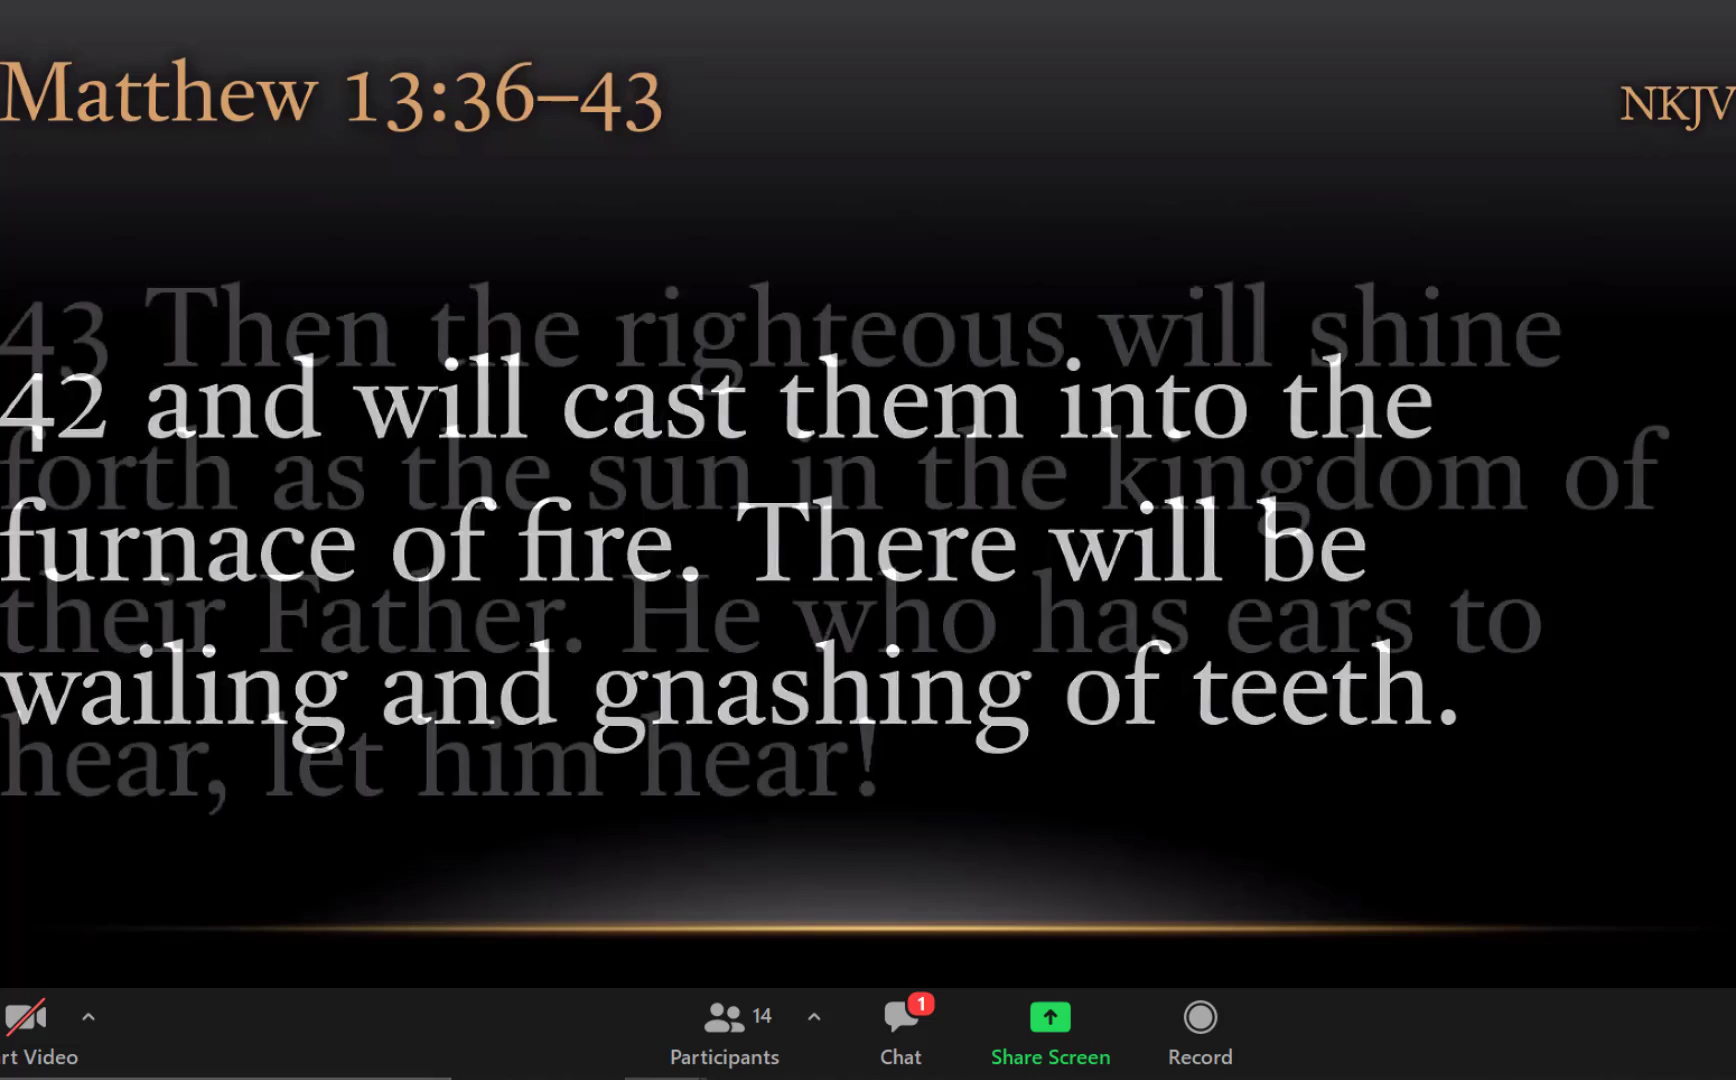 Matthew 13:36–43
NKJV
42 and will cast them into the
furnace of fire. There will be
wailing and gnashing of teeth.
43 Then the righteous will shine
forth as the sun in the kingdom of
their Father. He who has ears to
hear, let him hear!
rt Video
14
Participants
1
Chat
Share Screen
Record